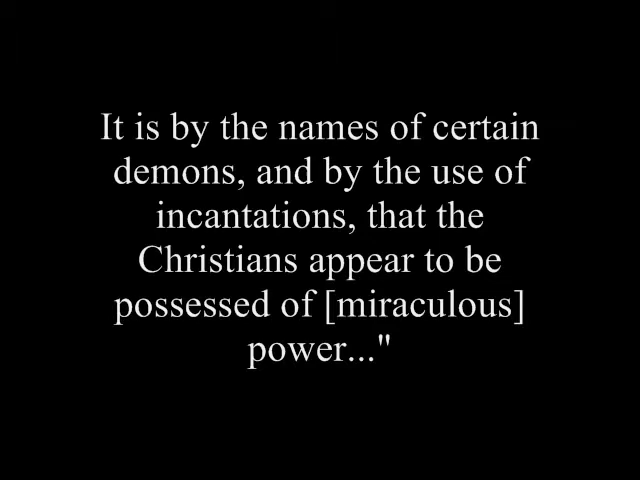 It is by the names of certain
demons, and by the use of
incantations, that the
Christians appear to be
possessed of [miraculous]
power..."